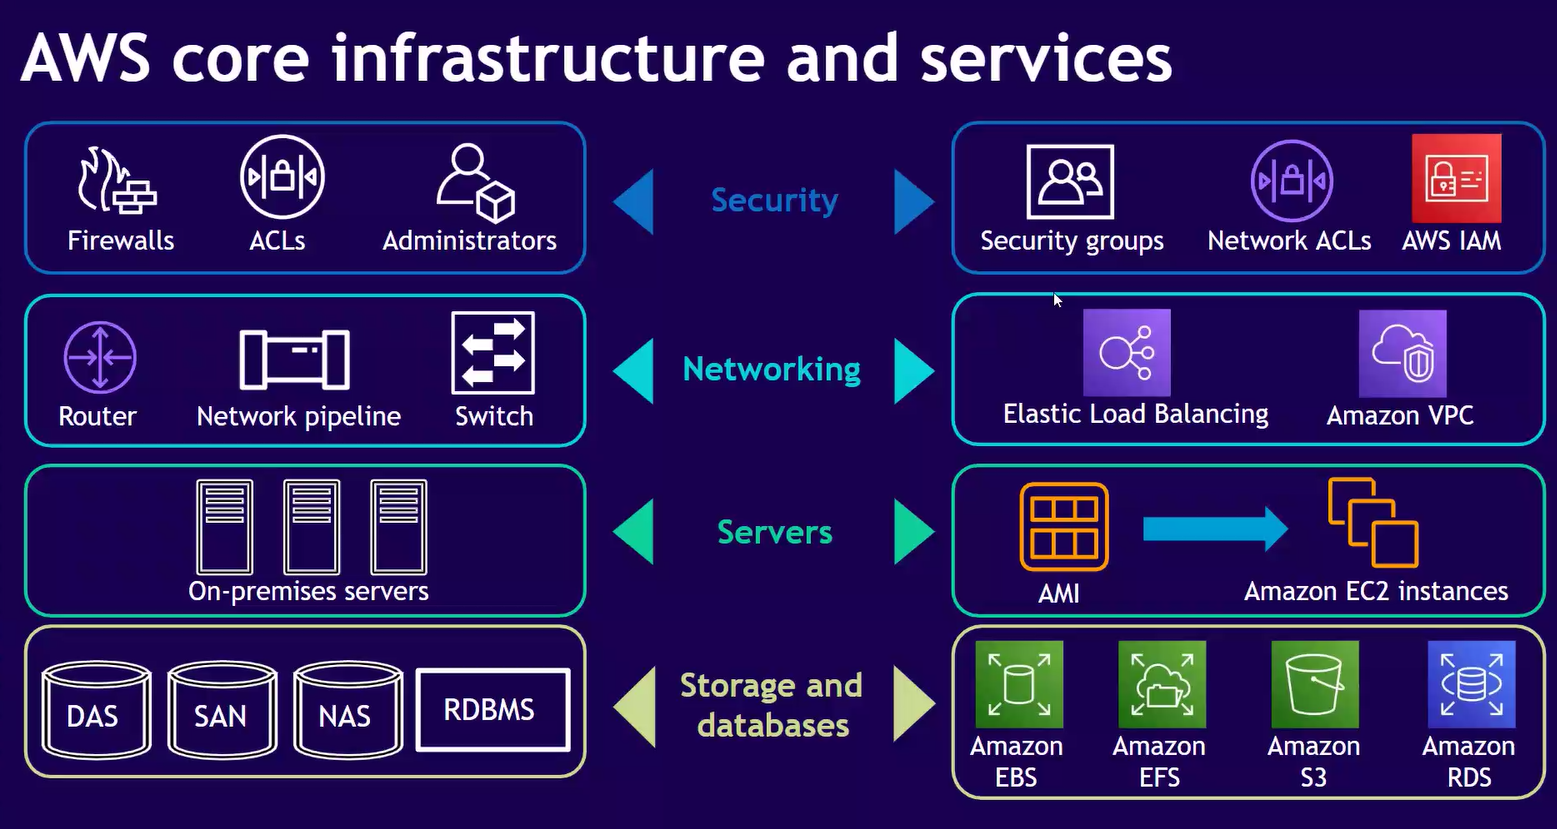 AWS core infrastructure and services
Firewalls
ACLs
Administrators
Security
Security groups
Network ACLs
AWS IAM
Router
Network pipeline
Switch
Networking
Elastic Load Balancing
Amazon VPC
On-premises servers
Servers
AMI
Amazon EC2 instances
DAS
SAN
NAS
RDBMS
Storage and
databases
Amazon
EBS
Amazon
EFS
Amazon
S3
Amazon
RDS